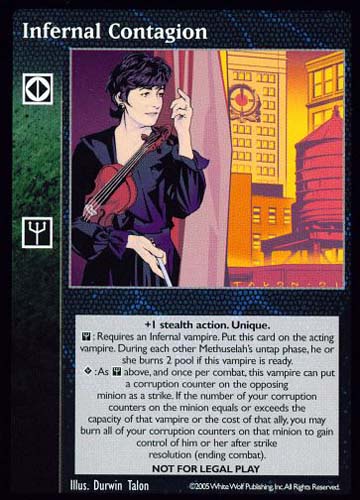 Infernal Contagion
TALON 21
+1 stealth action. Unique.
: Requires an Infernal vampire. Put this card on the acting
vampire. During each other Methuselah's untap phase, he or
she burns 2 pool if this vampire is ready.
:As above, and once per combat, this vampire can put
a corruption counter on the opposing
minion as a strike. If the number of your corruption
counters on the minion equals or exceeds the
capacity of that vampire or the cost of that ally, you may
burn all of your corruption counters on that minion to gain
control of him or her after strike
resolution (ending combat).
NOT FOR LEGAL PLAY
Illus. Durwin Talon
©2005 White Wolf Publishing, Inc. All Rights Reserved.